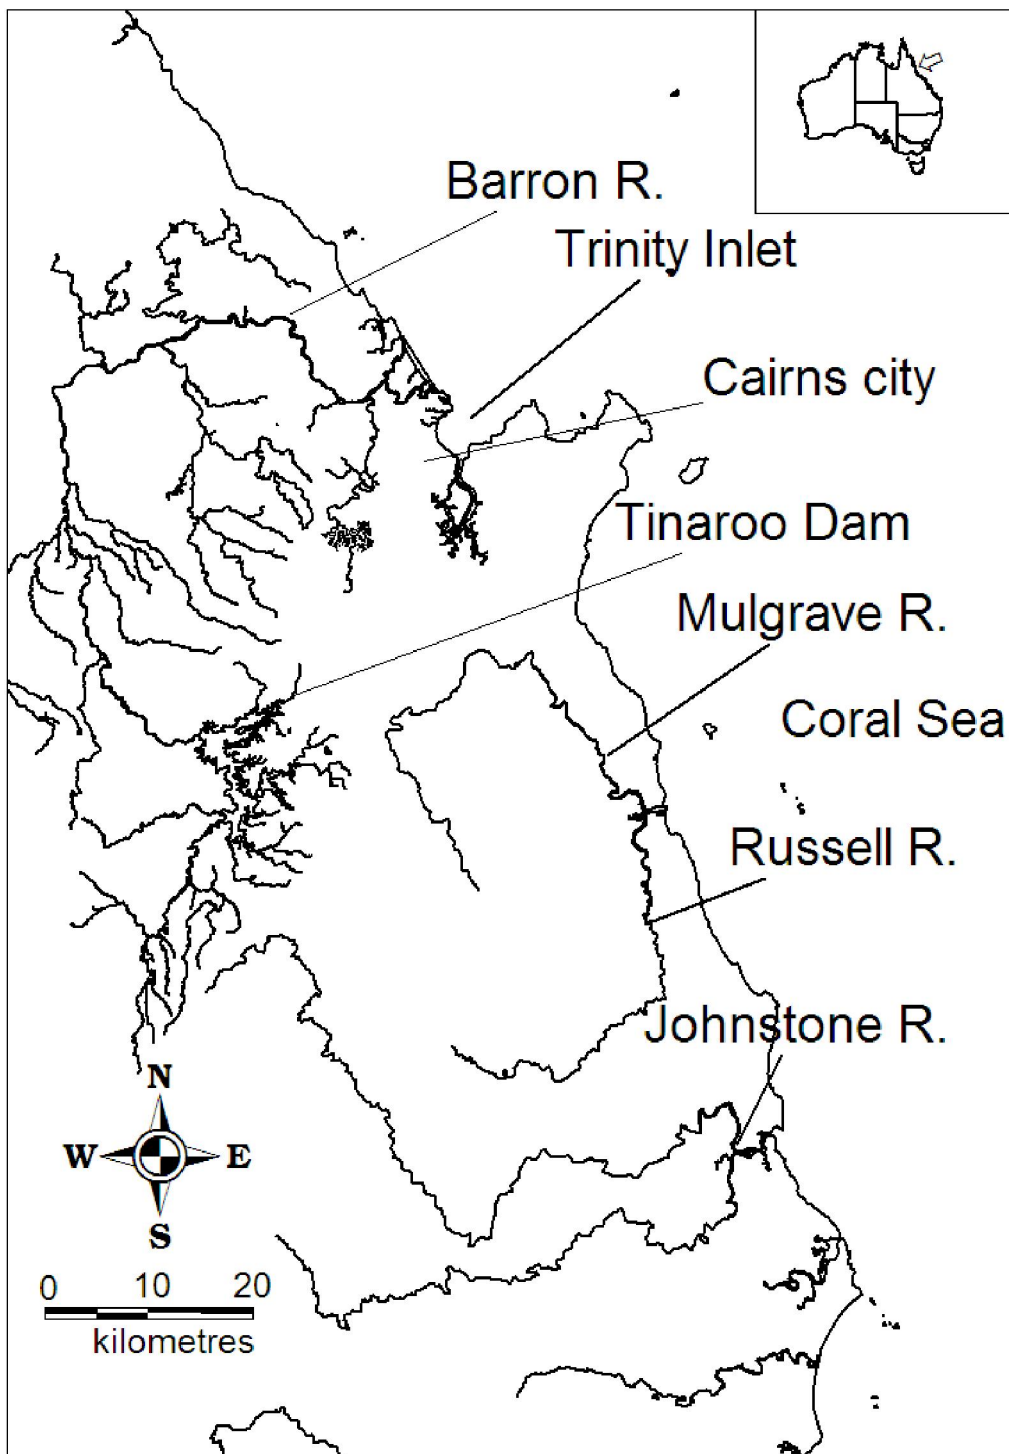 Barron R.
Trinity Inlet
Cairns city
Tinaroo Dam
Mulgrave R.
Coral Sea
Russell R.
Johnstone R.
N
W E
S
0 10 20
kilometres